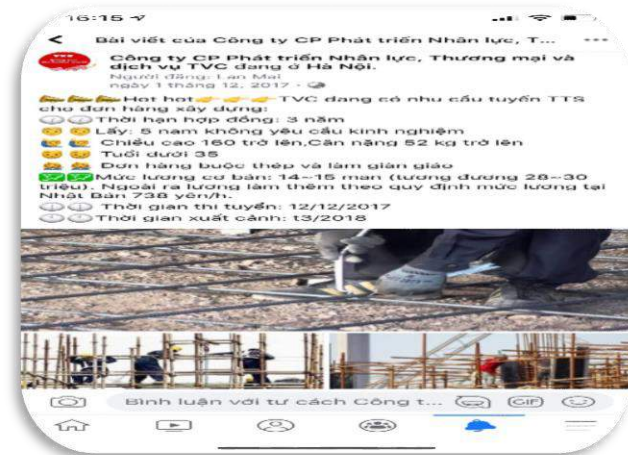 16:15
Bài viết của Công ty CP Phát triển Nhân lực, T...
Công ty CP Phát triển Nhân lực, Thương mại và
dịch vụ TVC đang ở Hà Nội.
Người đăng: Lan Mai
ngày 1 tháng 12, 2017 ·
Hot hot TVC đang có nhu cầu tuyển TTS
cho đơn hàng xây dựng:
Thời hạn hợp đồng: 3 năm
Lấy: 5 nam không yêu cầu kinh nghiệm
Chiều cao 160 trở lên,Cân nặng 52 kg trở lên
Tuổi dưới 35
Đơn hàng buộc thép và làm giàn giáo
Mức lương cơ bản: 14~15 man (tương đương 28~30
triệu). Ngoài ra lương làm thêm theo quy định mức lương tại
Nhật Bản 738 yên/h.
Thời gian thi tuyển: 12/12/2017
Thời gian xuất cảnh: t3/2018
Bình luận với tư cách Công t...
GIF